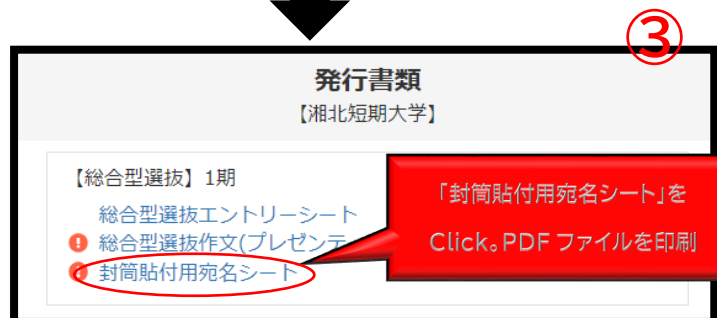 ③
発行書類
【湘北短期大学】
【総合型選抜】1期
総合型選抜エントリーシート
総合型選抜作文(プレゼンテ
封筒貼付用宛名シート
「封筒貼付用宛名シート」を
Click。PDFファイルを印刷